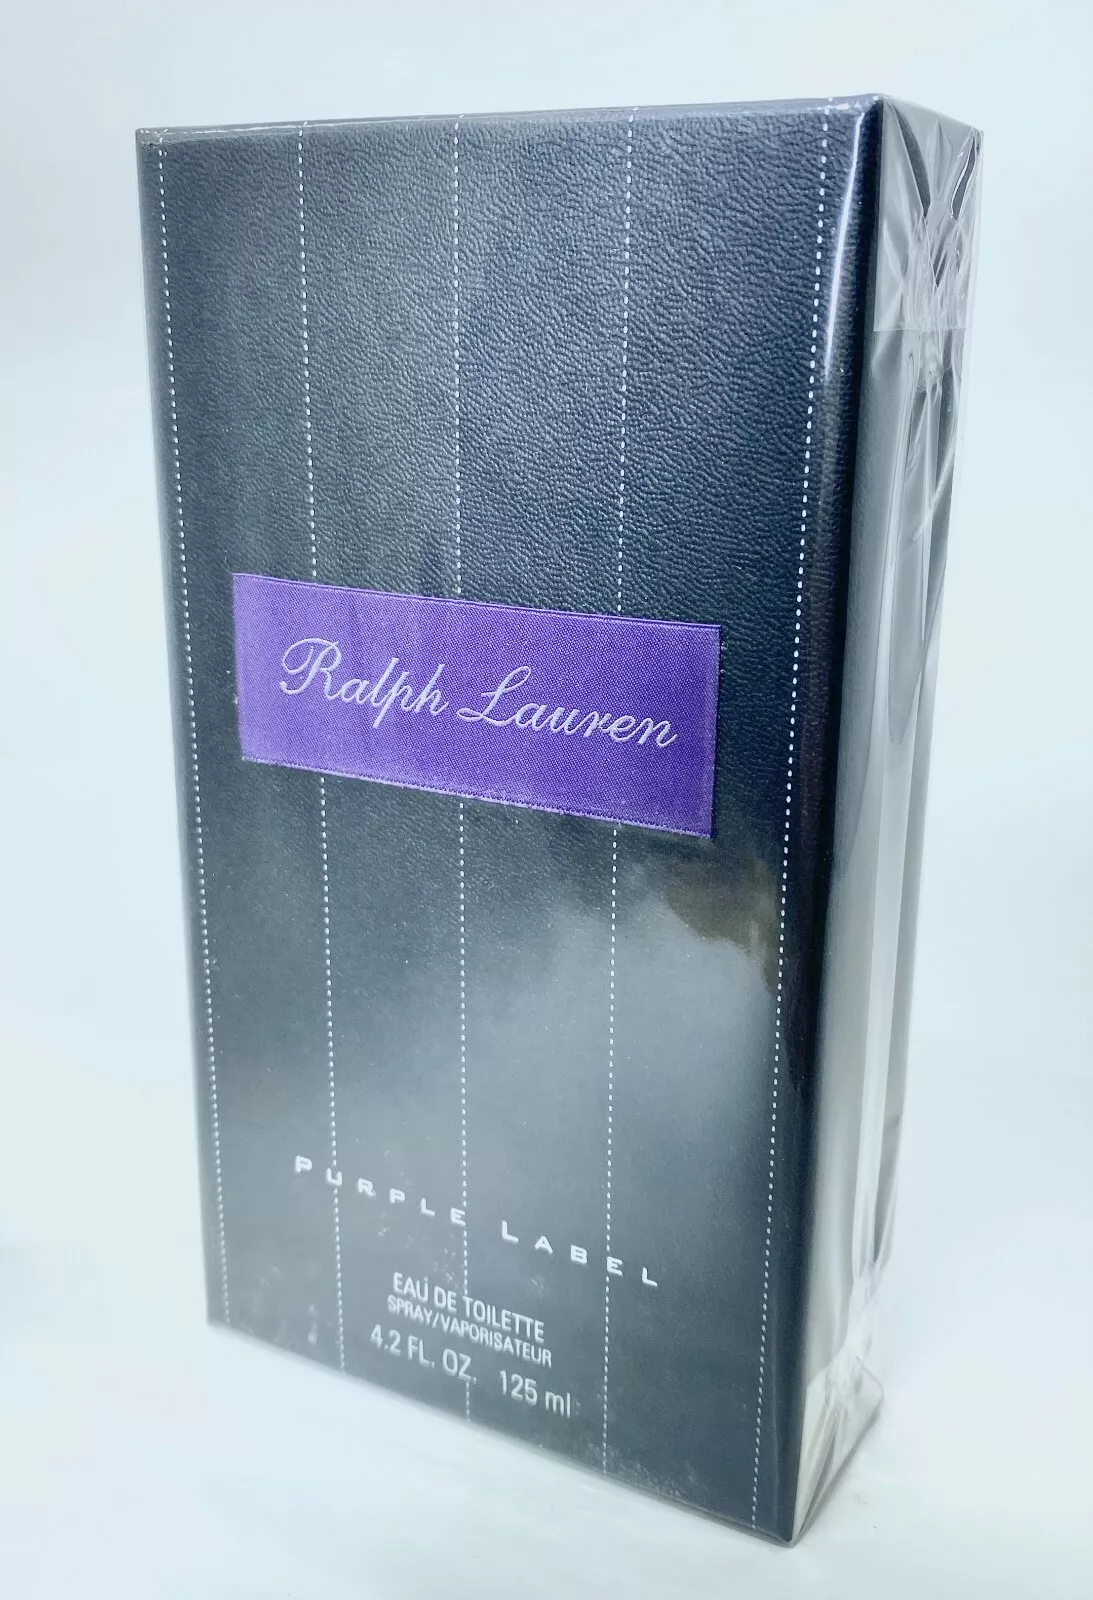 Ralph Lauren
PURPLE LABEL
EAU DE TOILETTE
SPRAY/VAPORISATEUR
4.2 FL. OZ. 125 ml